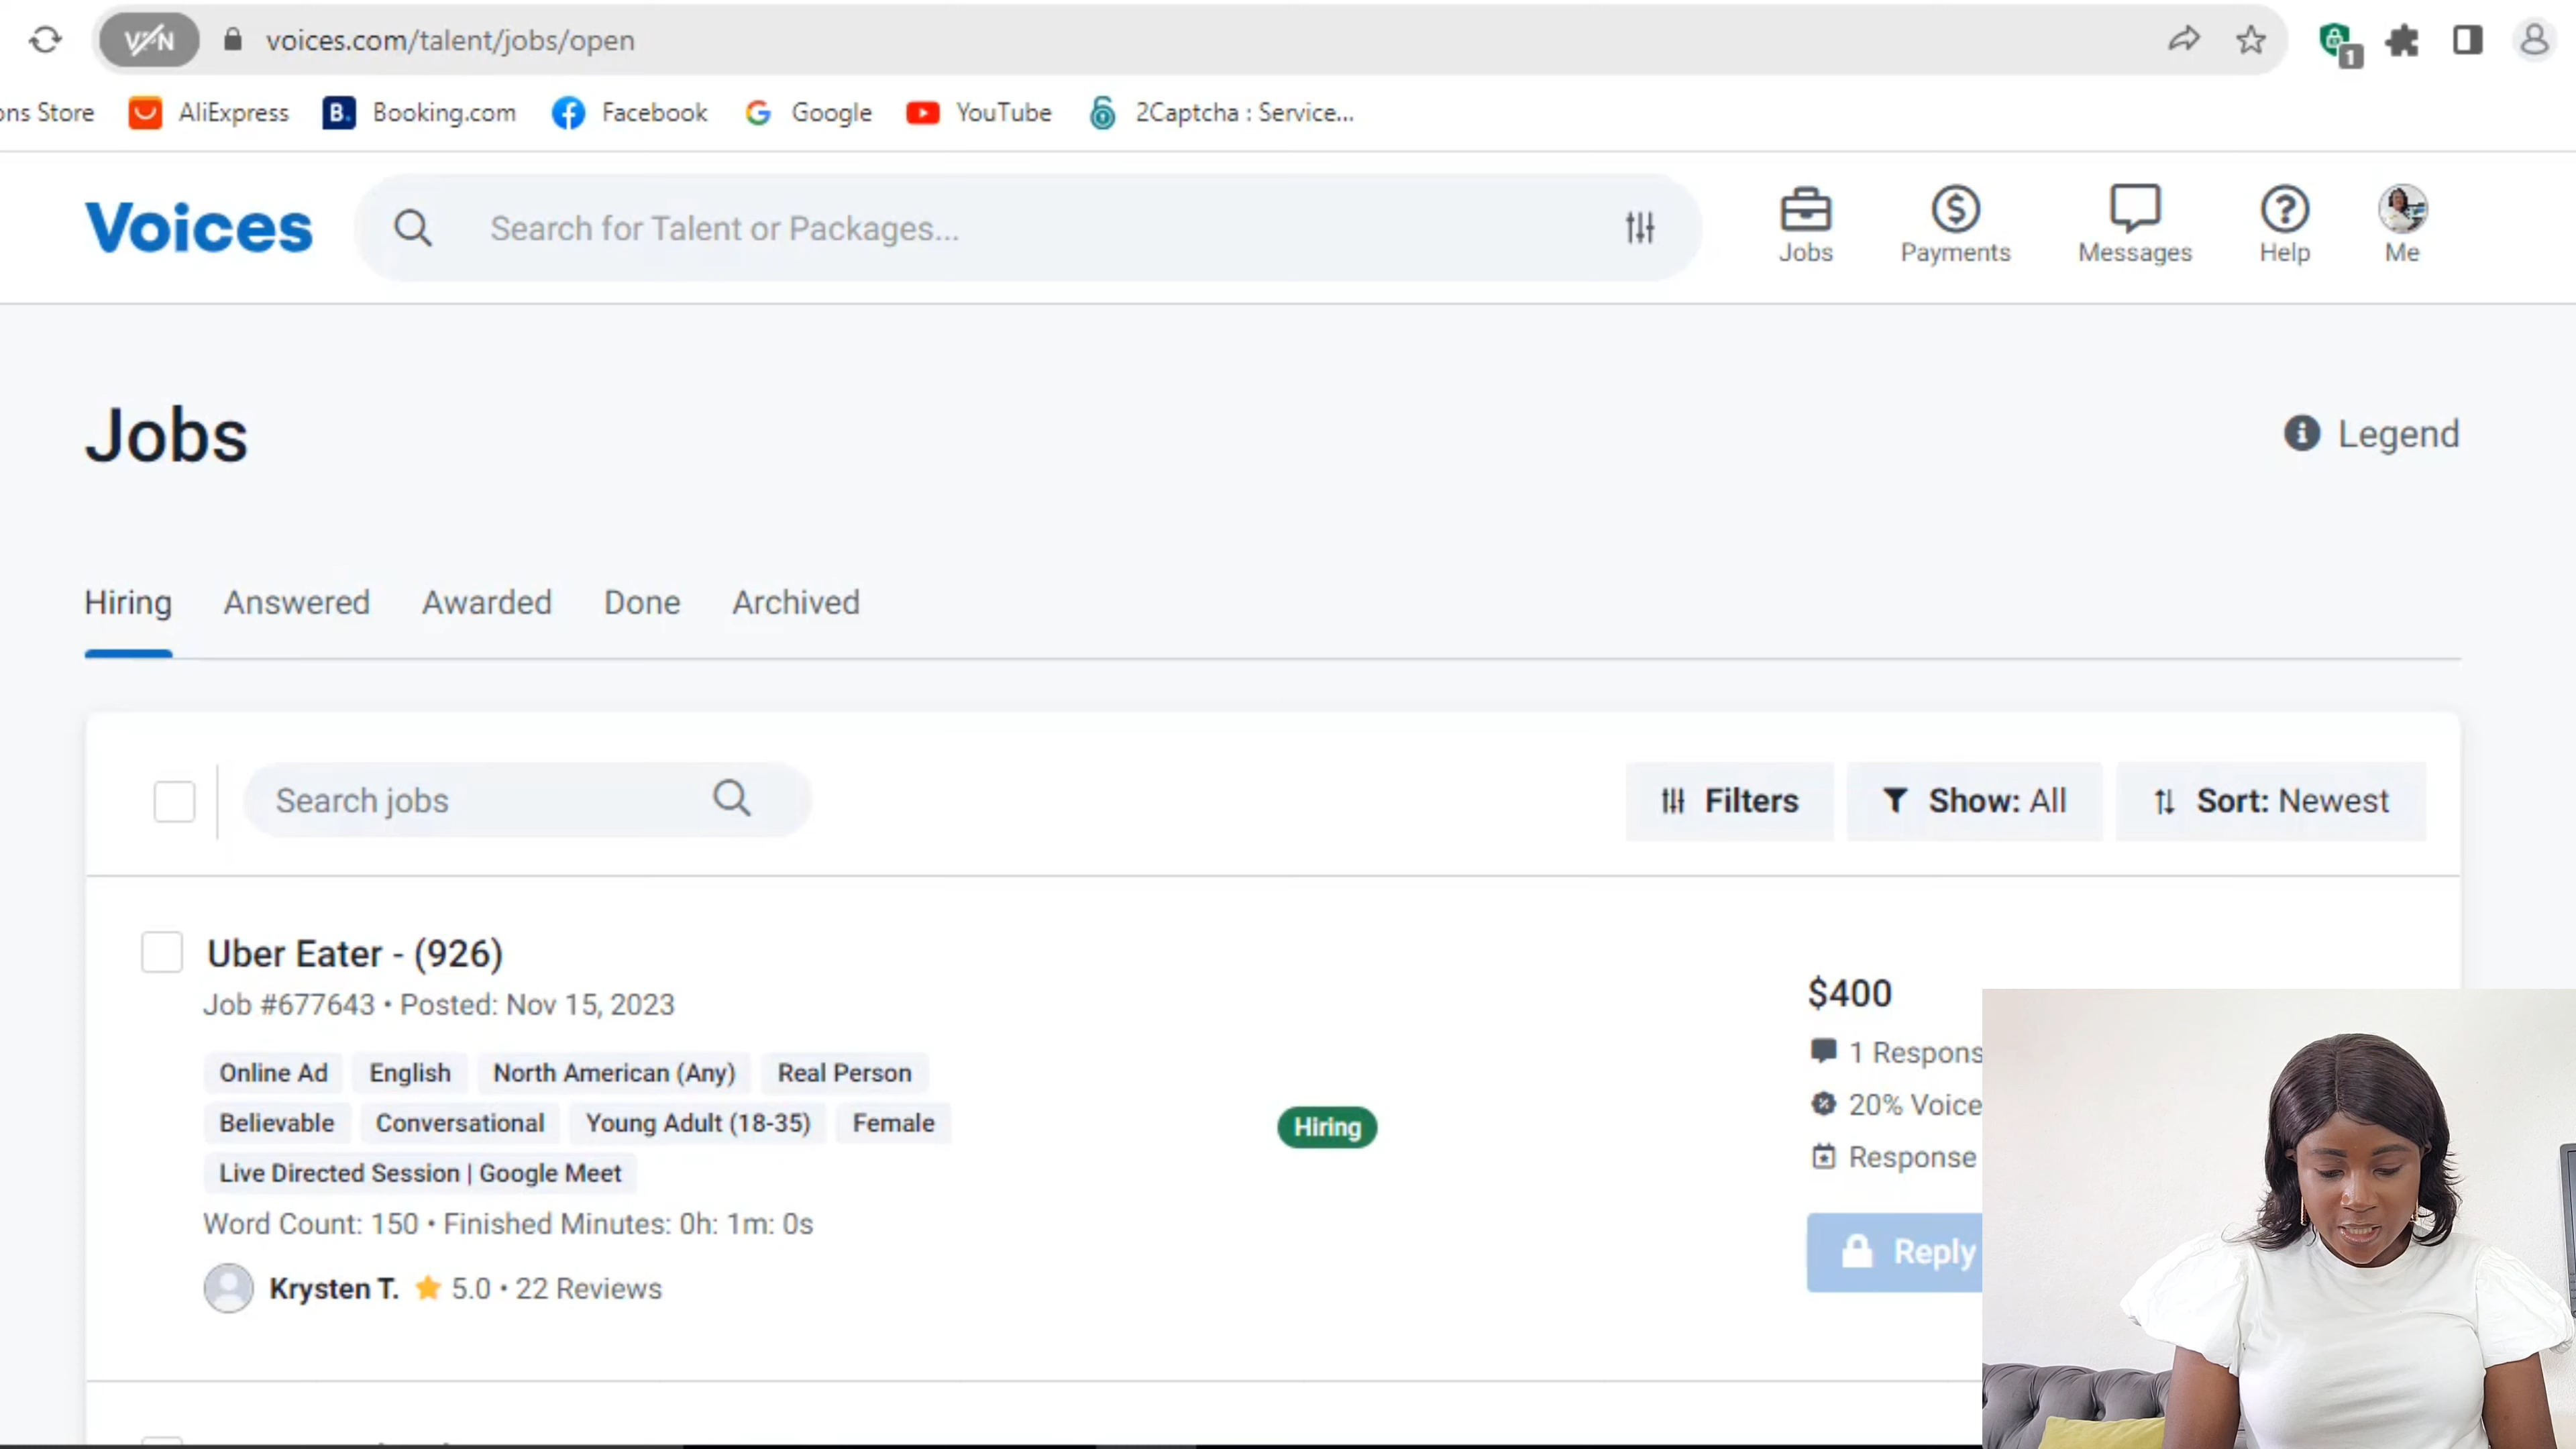 VPN voices.com/talent/jobs/open 1
ons Store AliExpress B. Booking.com Facebook Google YouTube 2Captcha : Service...
Voices Search for Talent or Packages... Jobs Payments Messages Help Me
Jobs Legend
Hiring Answered Awarded Done Archived
Search jobs Filters Show: All Sort: Newest
Uber Eater - (926)
$400
Job #677643 • Posted: Nov 15, 2023
1 Respons
Online Ad English North American (Any) Real Person
20% Voice
Believable Conversational Young Adult (18-35) Female
Hiring
Response
Live Directed Session | Google Meet
Word Count: 150 • Finished Minutes: 0h: 1m: 0s
Reply
Krysten T. 5.0 • 22 Reviews